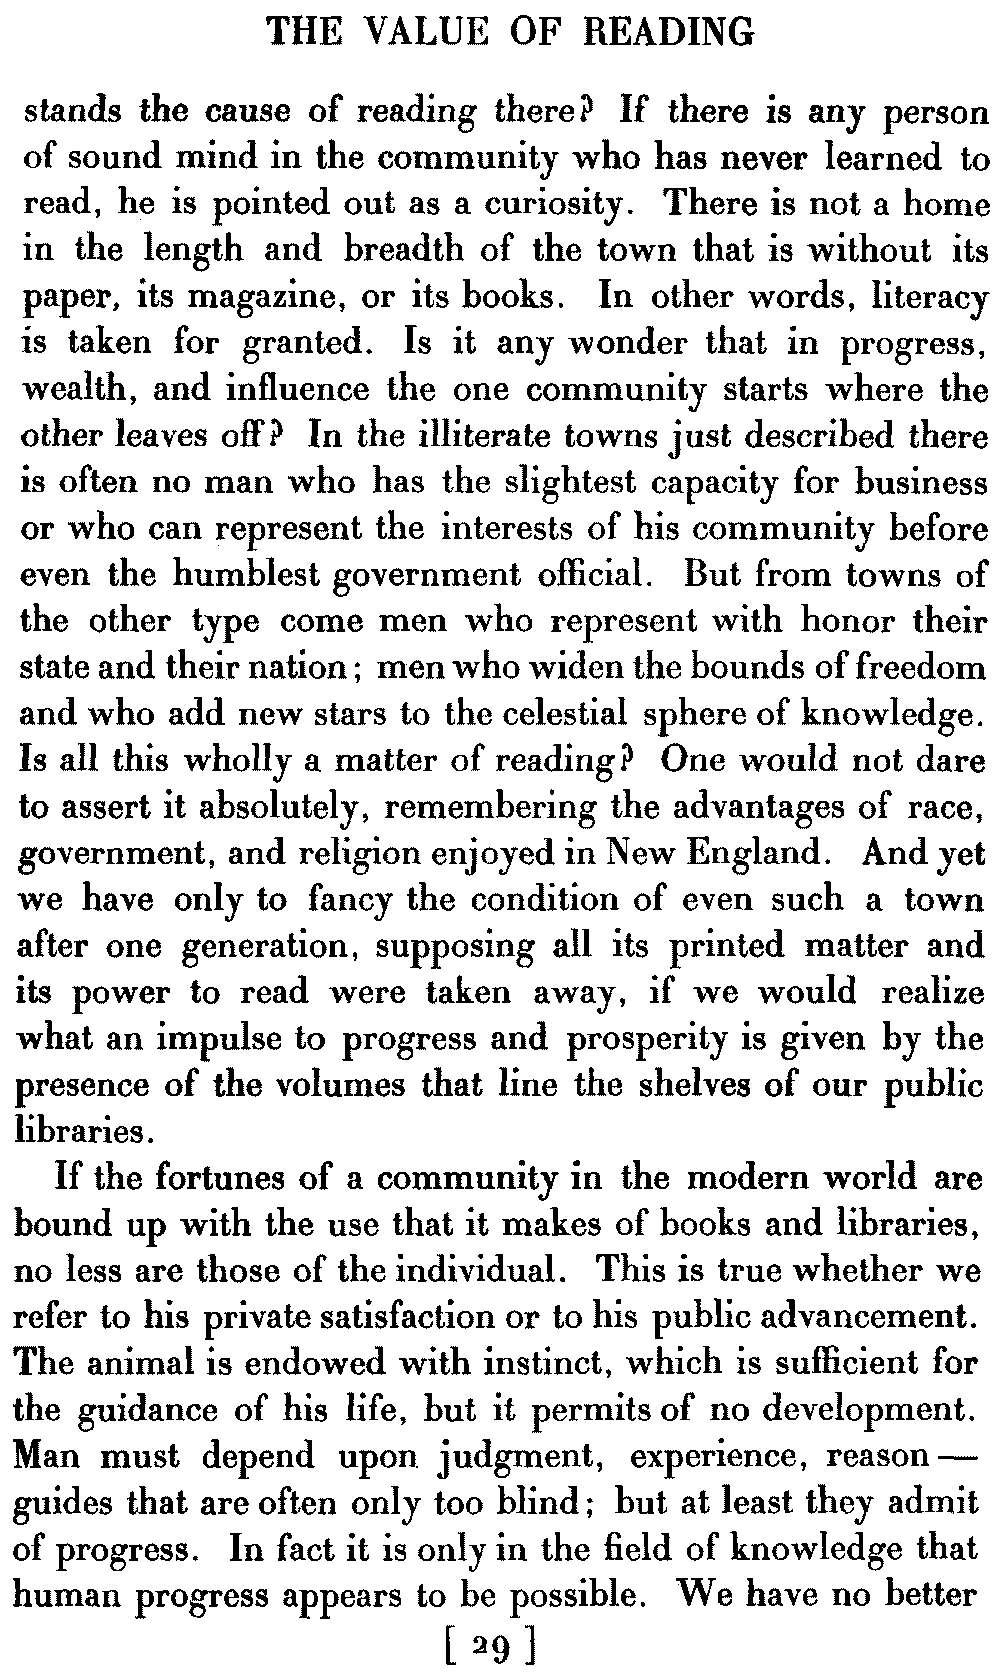 THE VALUE OF READING
stands the cause of reading there? If there is any person
of sound mind in the community who has never learned to
read, he is pointed out as a curiosity. There is not a home
in the length and breadth of the town that is without its
paper, its magazine, or its books. In other words, literacy
is taken for granted. Is it any wonder that in progress,
wealth, and influence the one community starts where the
other leaves off? In the illiterate towns just described there
is often no man who has the slightest capacity for business
or who can represent the interests of his community before
even the humblest government official. But from towns of
the other type come men who represent with honor their
state and their nation; men who widen the bounds of freedom
and who add new stars to the celestial sphere of knowledge.
Is all this wholly a matter of reading? One would not dare
to assert it absolutely, remembering the advantages of race,
government, and religion enjoyed in New England. And yet
we have only to fancy the condition of even such a town
after one generation, supposing all its printed matter and
its power to read were taken away, if we would realize
what an impulse to progress and prosperity is given by the
presence of the volumes that line the shelves of our public
libraries.
If the fortunes of a community in the modern world are
bound up with the use that it makes of books and libraries,
no less are those of the individual. This is true whether we
refer to his private satisfaction or to his public advancement.
The animal is endowed with instinct, which is sufficient for
the guidance of his life, but it permits of no development.
Man must depend upon judgment, experience, reason —
guides that are often only too blind; but at least they admit
of progress. In fact it is only in the field of knowledge that
human progress appears to be possible. We have no better
[ 29 ]